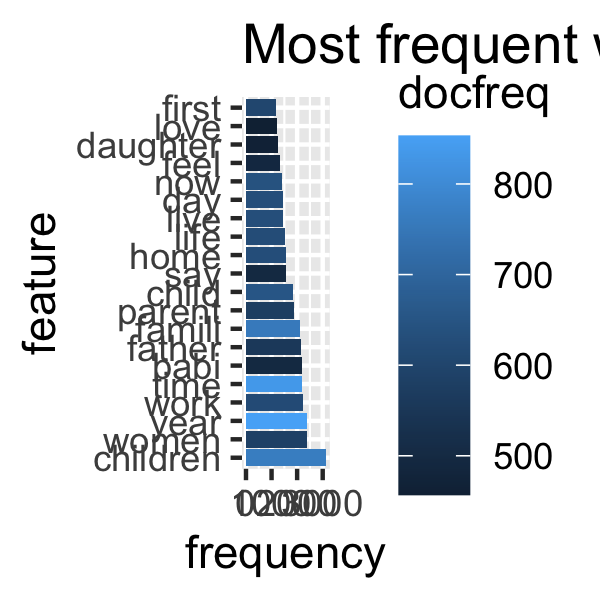 Most frequent
docfreq
first
love
daughter
feel
now
day
live
life
home
say
child
parent
famili
father
babi
time
work
year
women
children
feature
800
700
600
500
frequency